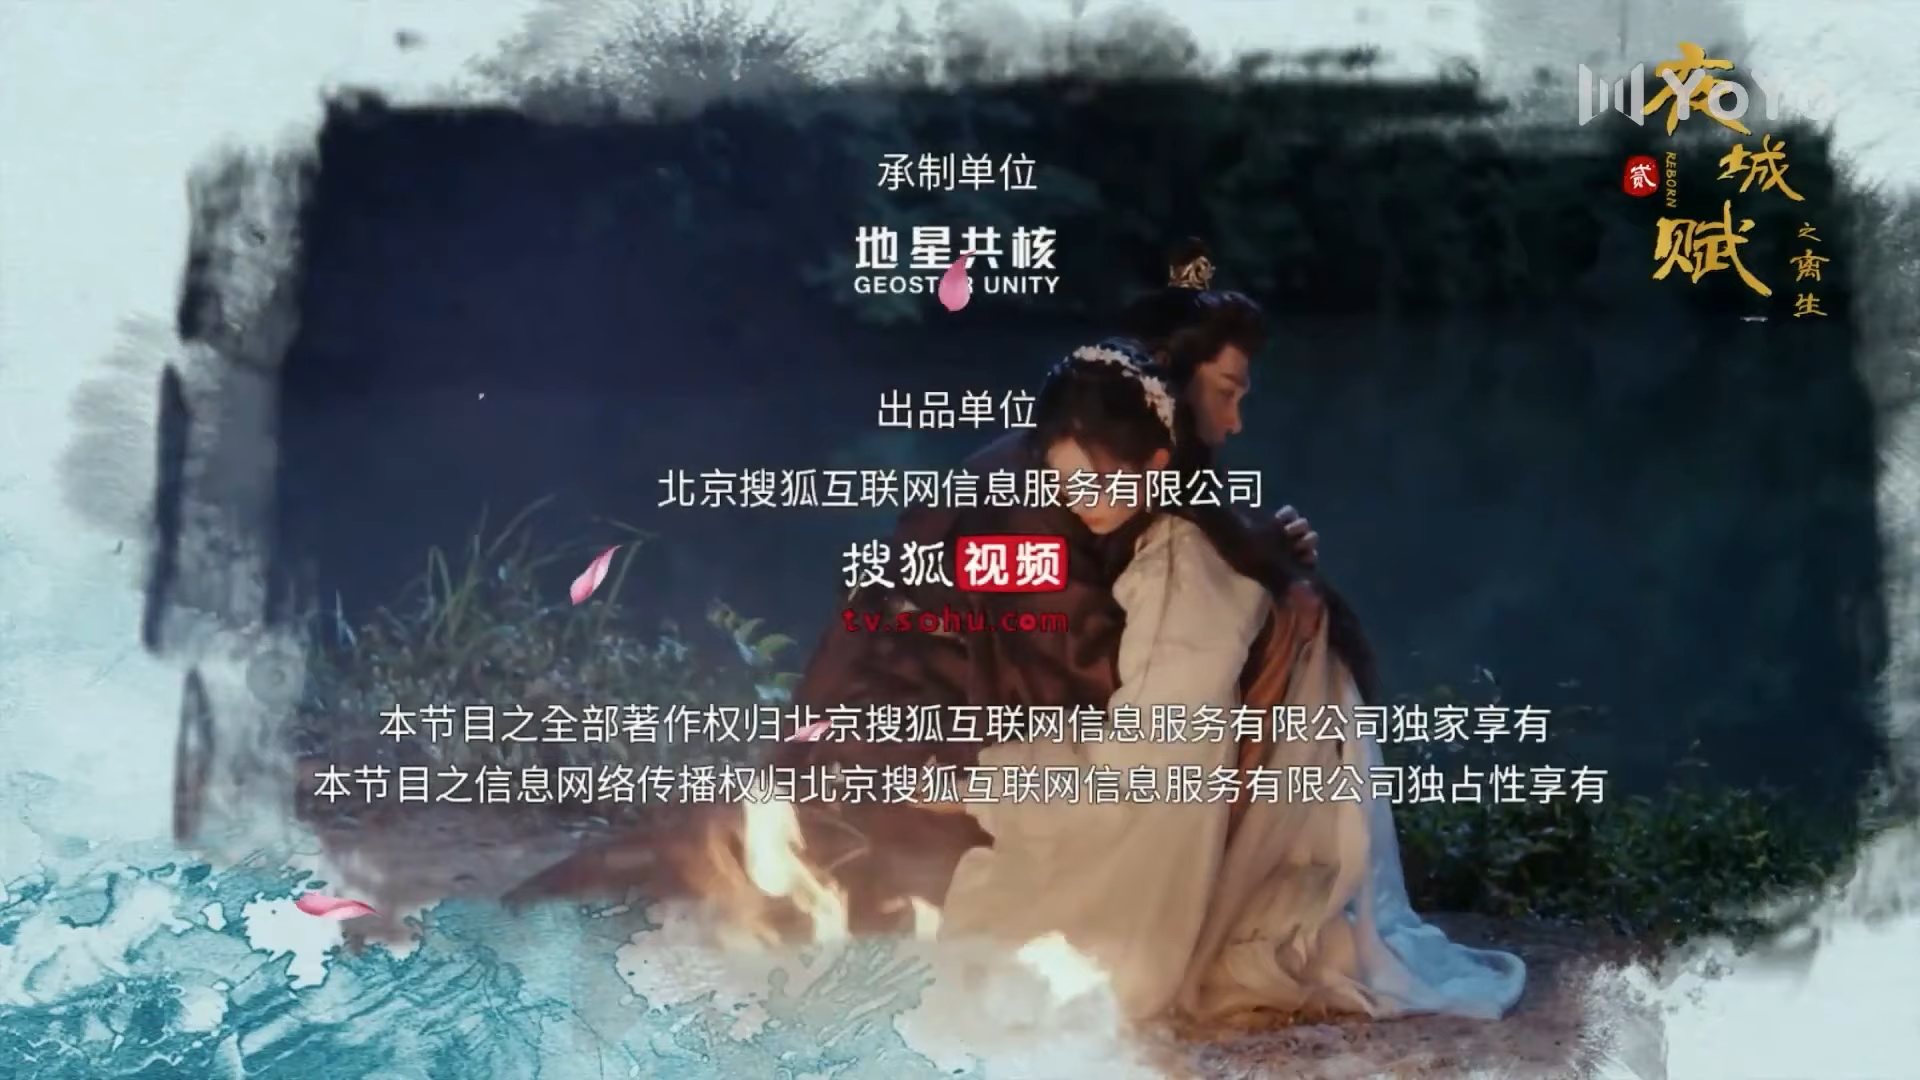 承制单位
地星共核
GEOSTAR UNITY
出品单位
北京搜狐互联网信息服务有限公司
搜狐视频
tv.sohu.com
本节目之全部著作权归北京搜狐互联网信息服务有限公司独家享有
本节目之信息网络传播权归北京搜狐互联网信息服务有限公司独占性享有
YoYo
夜城赋
贰
REBORN
之离生